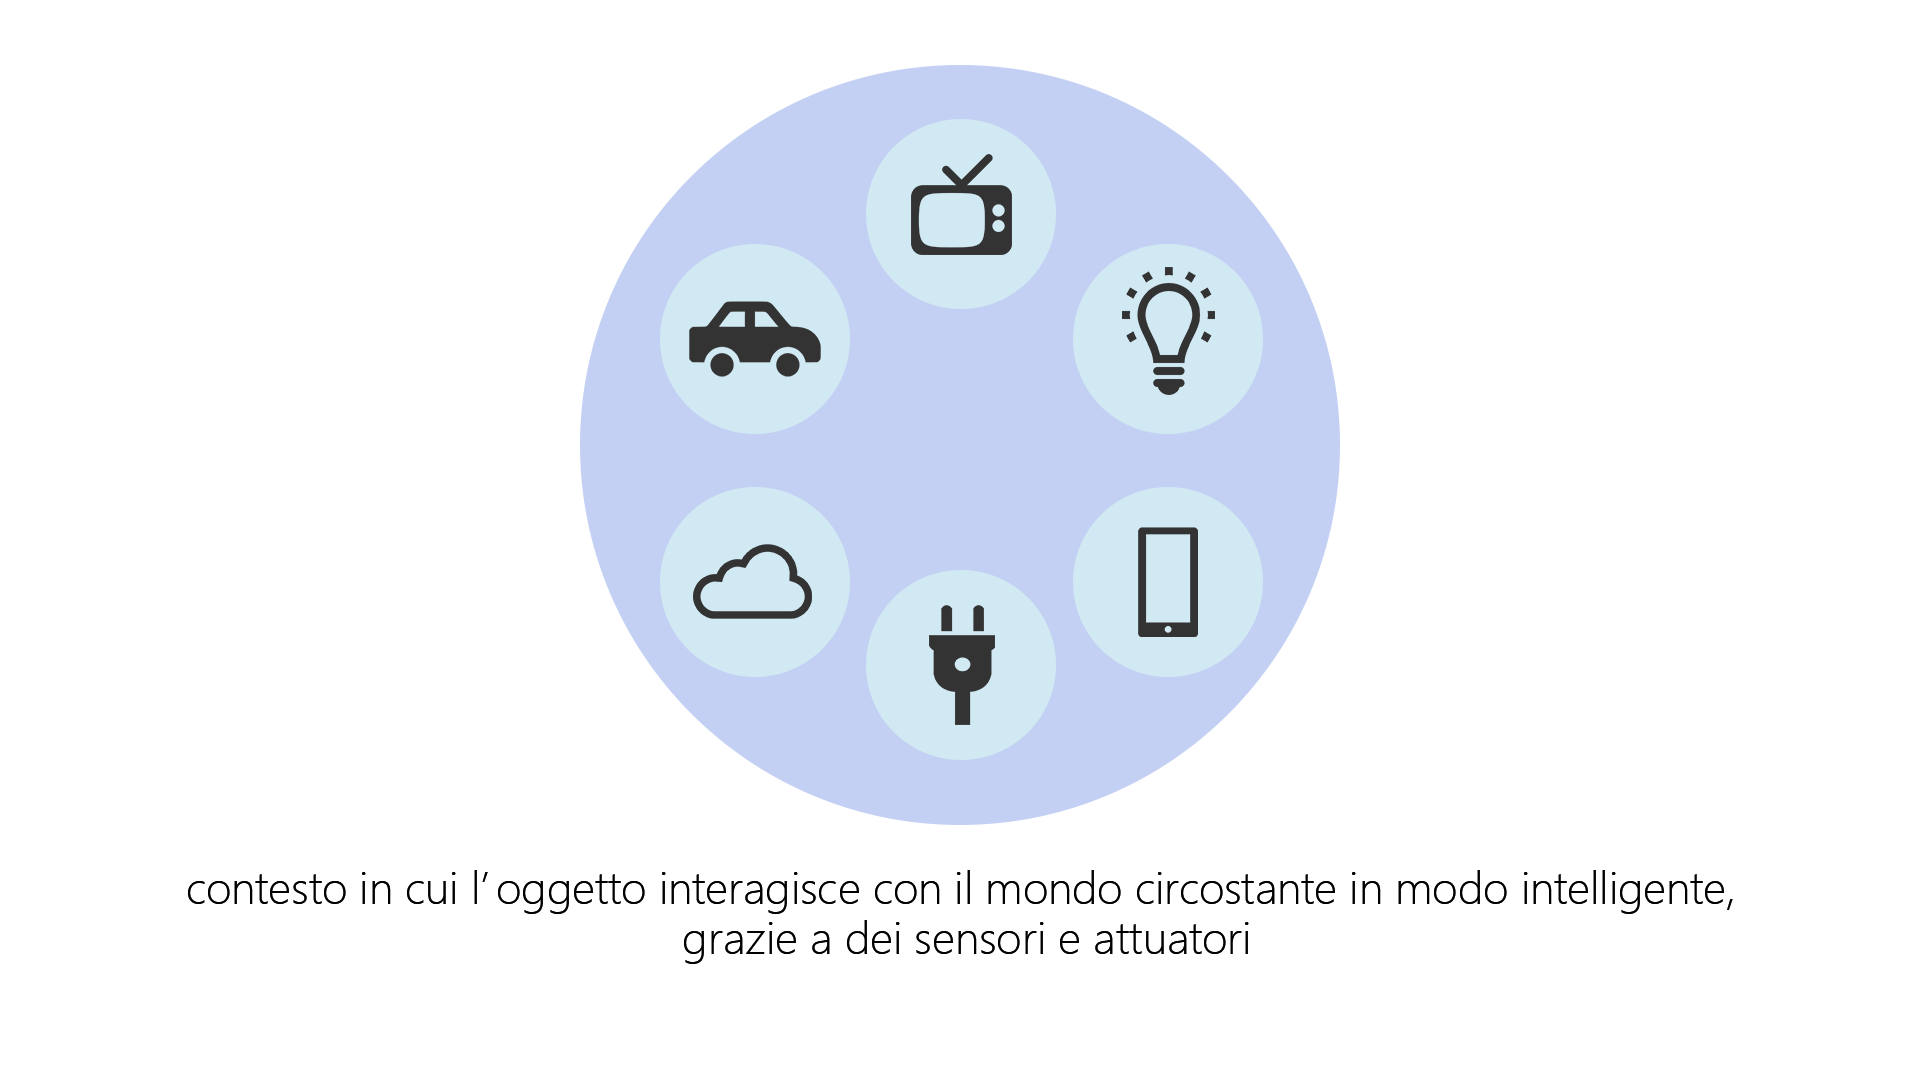 contesto in cui l’ oggetto interagisce con il mondo circostante in modo intelligente,
grazie a dei sensori e attuatori